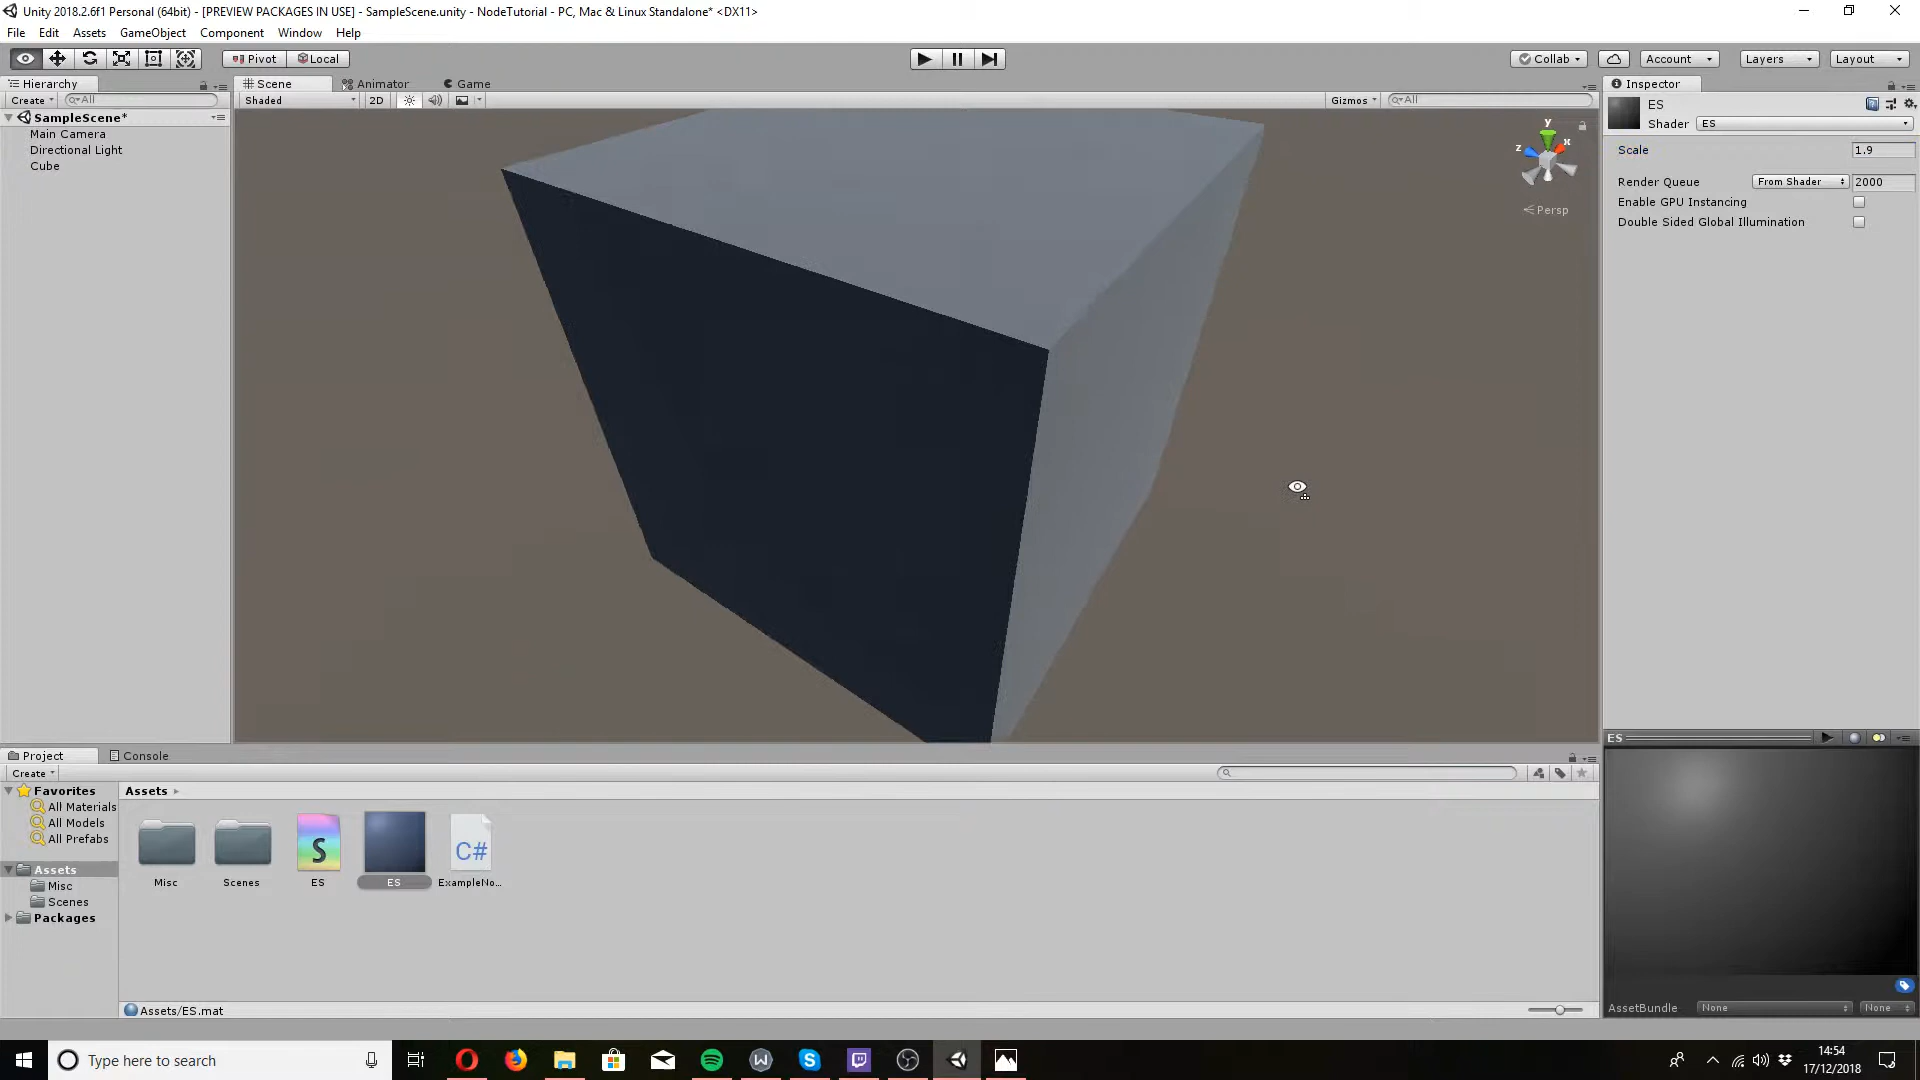 Unity 2018.2.6f1 Personal (64bit) - [PREVIEW PACKAGES IN USE] - SampleScene.unity - NodeTutorial - PC, Mac & Linux Standalone* <DX11>
File Edit Assets GameObject Component Window Help
Pivot Local Collab Account Layers Layout
Hierarchy Scene Animator Game Inspector
Create All Shaded 2D Gizmos All
ES
Shader ES
SampleScene*
Main Camera
Directional Light
Cube
y
x
z
Persp
Scale 1.9
Render Queue From Shader 2000
Enable GPU Instancing
Double Sided Global Illumination
ES
Project Console
Create
Favorites
All Materials
All Models
All Prefabs
Assets
Misc
Scenes
Packages
Assets
S
C#
Misc Scenes ES ES ExampleNo...
Assets/ES.mat
AssetBundle None None
Type here to search
14:54
17/12/2018